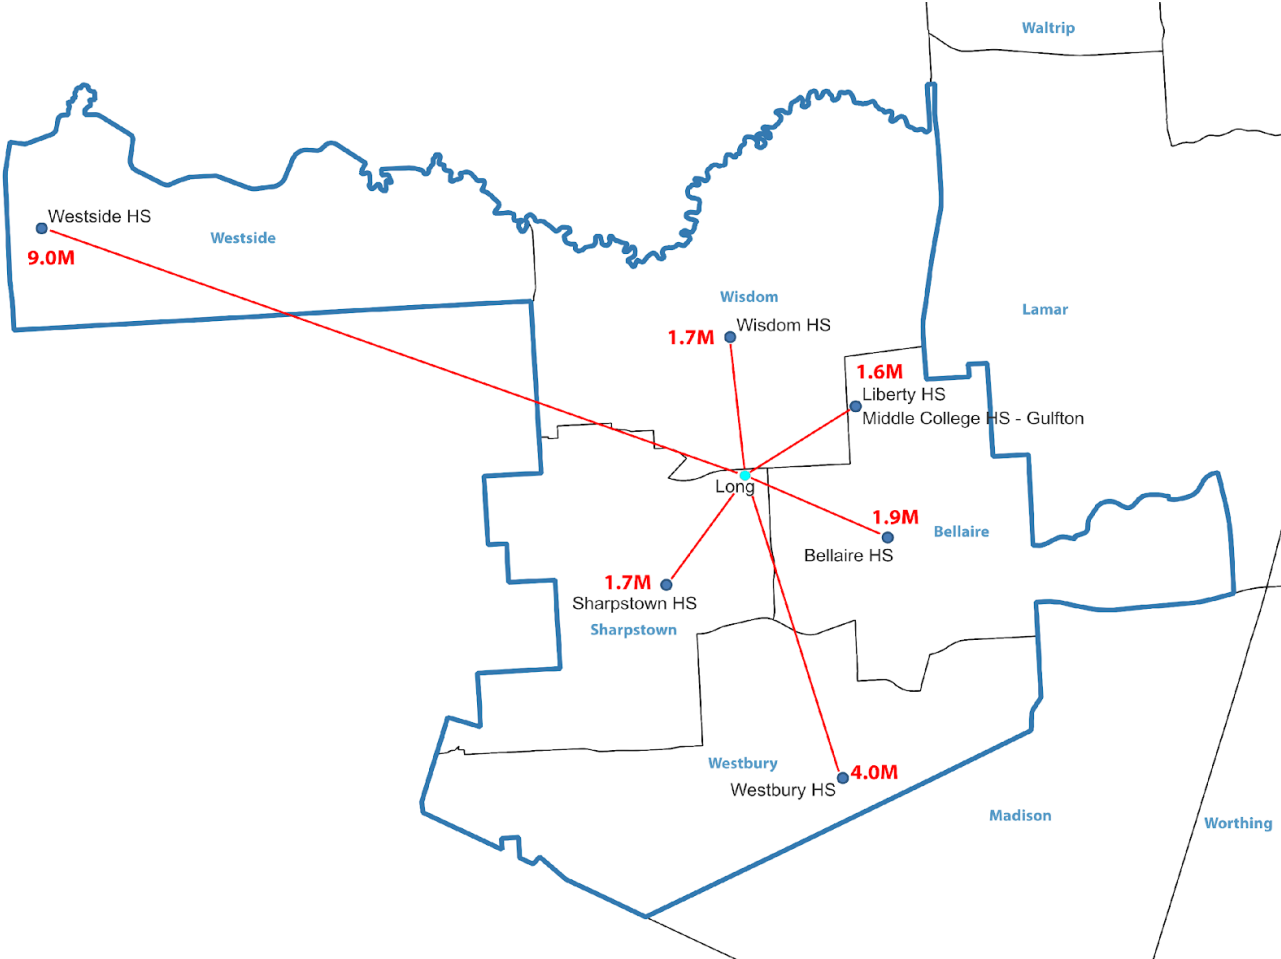 Waltrip
Westside HS
Westside
9.0M
Wisdom
Lamar
Wisdom HS
1.7M
1.6M
Liberty HS
Middle College HS - Gulfton
Long
1.9M
Bellaire
Bellaire HS
1.7M
Sharpstown HS
Sharpstown
Westbury
4.0M
Westbury HS
Madison
Worthing